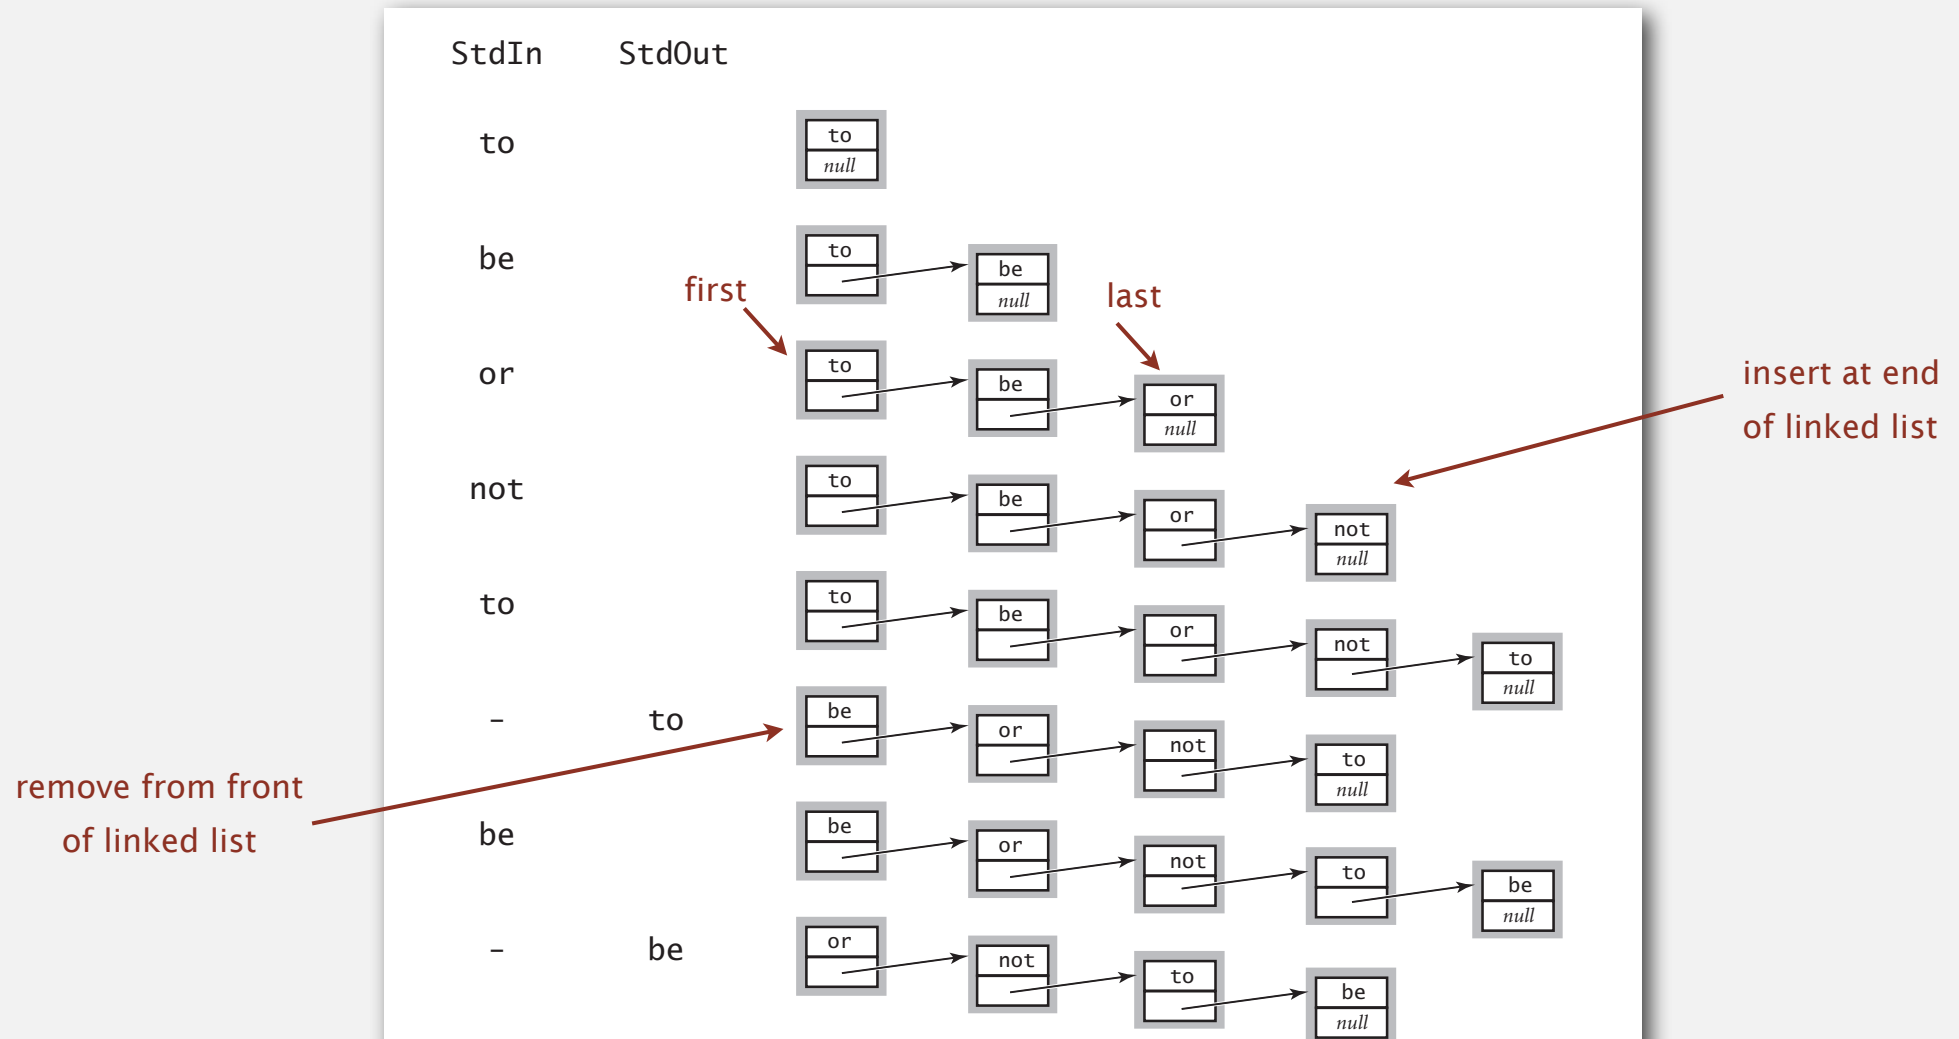 StdIn StdOut
to
to
null
be
to
be
null
first
last
or
to
be
or
null
insert at end
of linked list
not
to
be
or
not
null
to
to
be
or
not
to
null
– to
be
or
not
to
null
remove from front
of linked list
be
be
or
not
to
be
null
– be
or
not
to
be
null